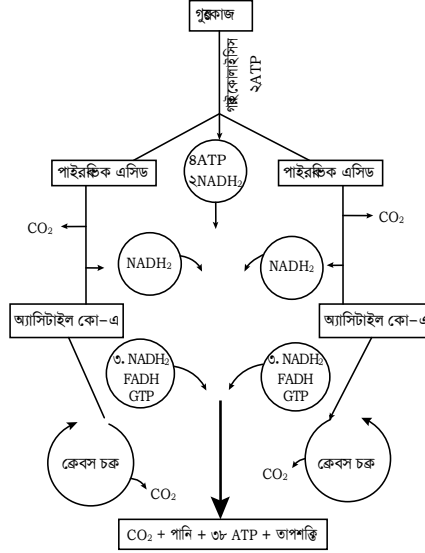 গ্লুকোজ
গ্লাইকোলাইসিস
২ATP
৪ATP
২NADH₂
পাইরুভিক এসিড
পাইরুভিক এসিড
CO₂
CO₂
NADH₂
NADH₂
অ্যাসিটাইল কো-এ
অ্যাসিটাইল কো-এ
৩. NADH₂
FADH
GTP
৩. NADH₂
FADH
GTP
ক্রেবস চক্র
ক্রেবস চক্র
CO₂
CO₂
CO₂ + পানি + ৩৮ ATP + তাপশক্তি